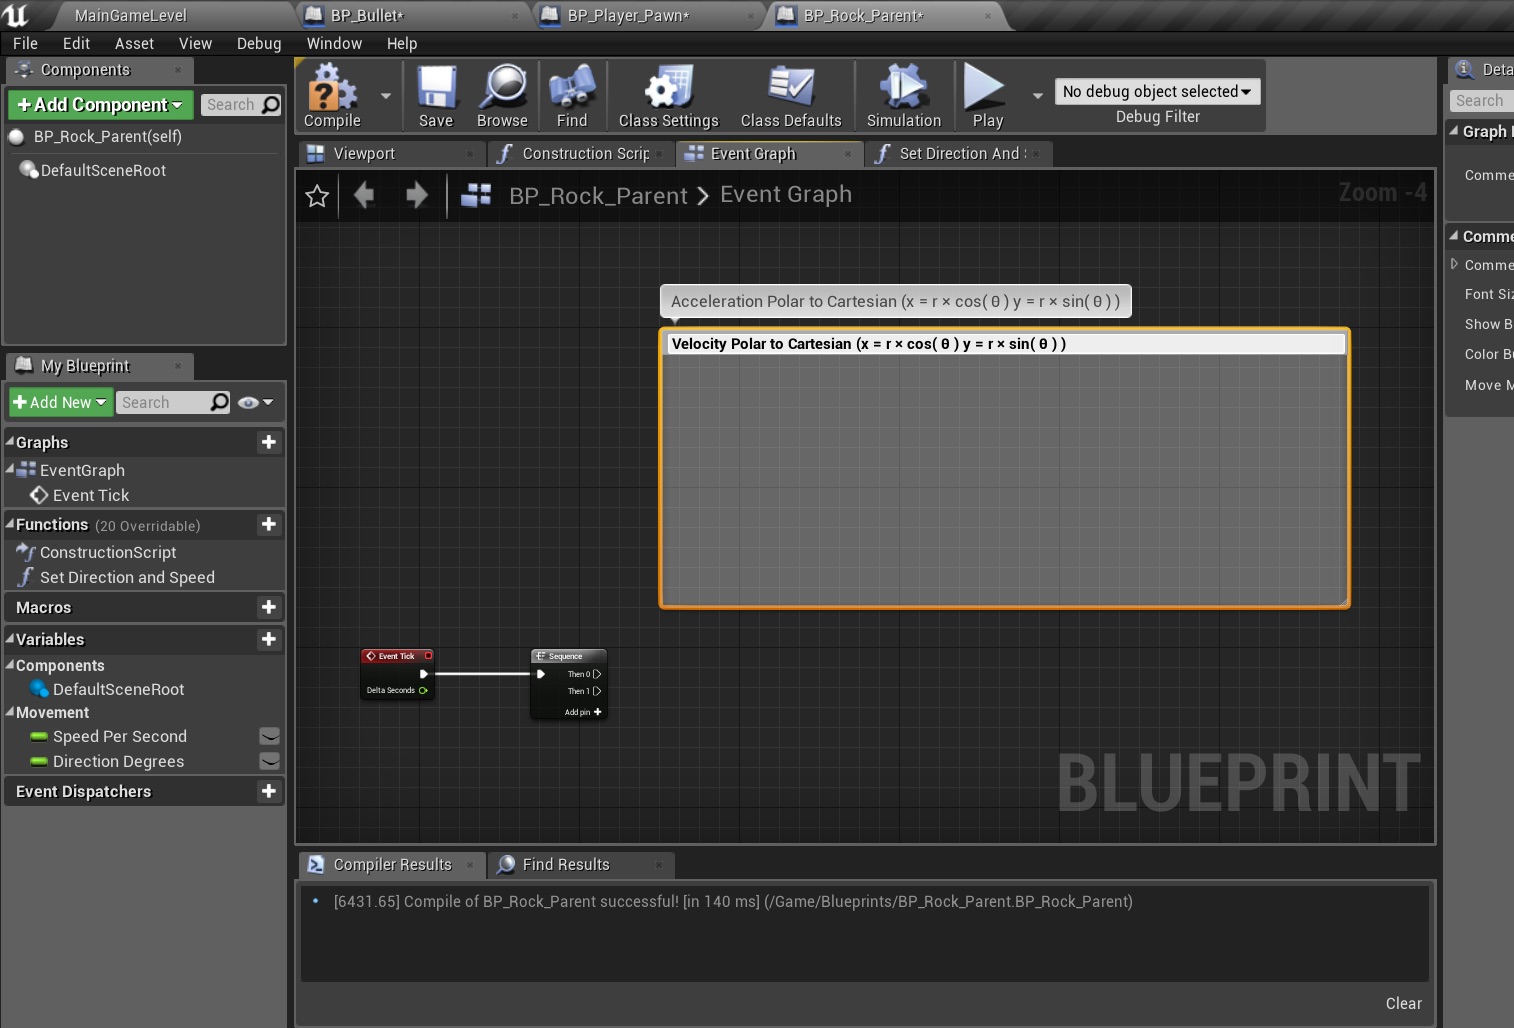 MainGameLevel
BP_Bullet*
BP_Player_Pawn*
BP_Rock_Parent*
File Edit Asset View Debug Window Help
Components
+Add Component
Search
BP_Rock_Parent(self)
DefaultSceneRoot
My Blueprint
+Add New
Search
Graphs
EventGraph
Event Tick
Functions (20 Overridable)
ConstructionScript
Set Direction and Speed
Macros
Variables
Components
DefaultSceneRoot
Movement
Speed Per Second
Direction Degrees
Event Dispatchers
Compile
Save
Browse
Find
Class Settings
Class Defaults
Simulation
Play
No debug object selected
Debug Filter
Viewport
Construction Scrip
Event Graph
Set Direction And
BP_Rock_Parent > Event Graph
Zoom -4
Acceleration Polar to Cartesian (x = r × cos( θ ) y = r × sin( θ ) )
Velocity Polar to Cartesian (x = r × cos( θ ) y = r × sin( θ ) )
Event Tick
Delta Seconds
Sequence
Then 0
Then 1
Add pin +
BLUEPRINT
Compiler Results
Find Results
[6431.65] Compile of BP_Rock_Parent successful! [in 140 ms] (/Game/Blueprints/BP_Rock_Parent.BP_Rock_Parent)
Clear
Deta
Search
Graph
Comme
Comme
Comme
Font Siz
Show B
Color B
Move M